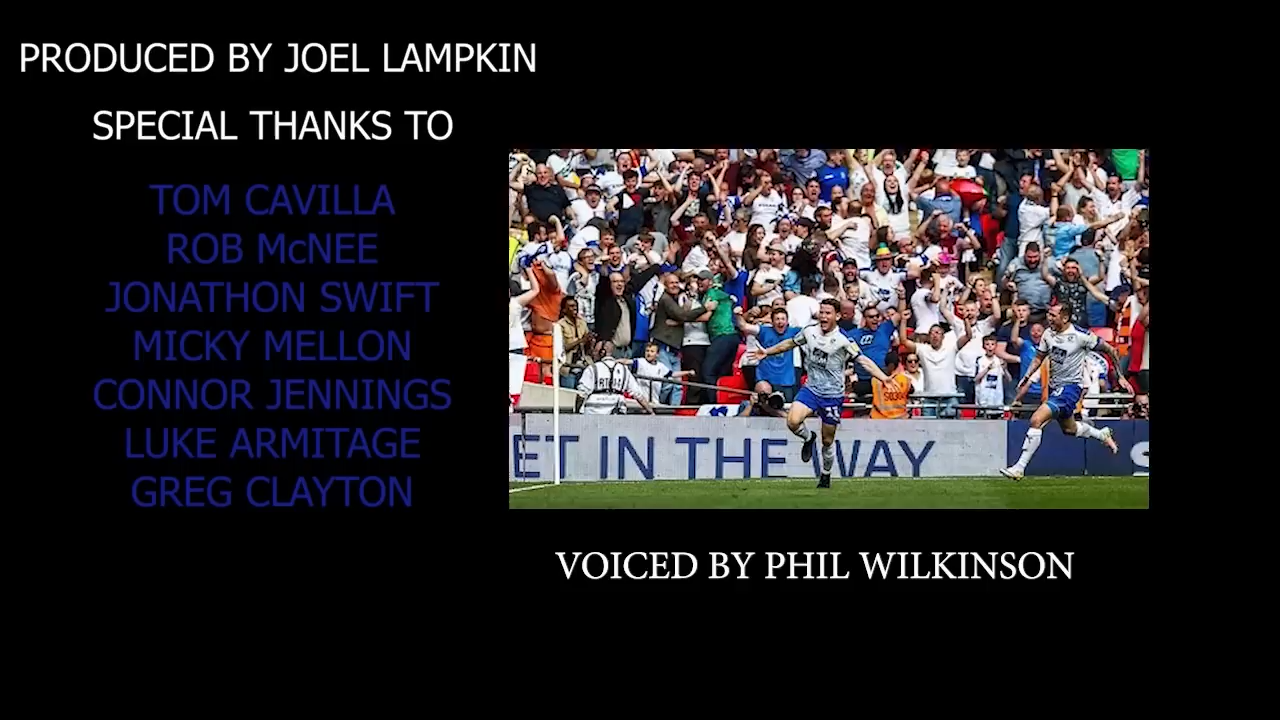 PRODUCED BY JOEL LAMPKIN
SPECIAL THANKS TO
TOM CAVILLA
ROB McNEE
JONATHON SWIFT
MICKY MELLON
CONNOR JENNINGS
LUKE ARMITAGE
GREG CLAYTON
ET IN THE WAY
VOICED BY PHIL WILKINSON